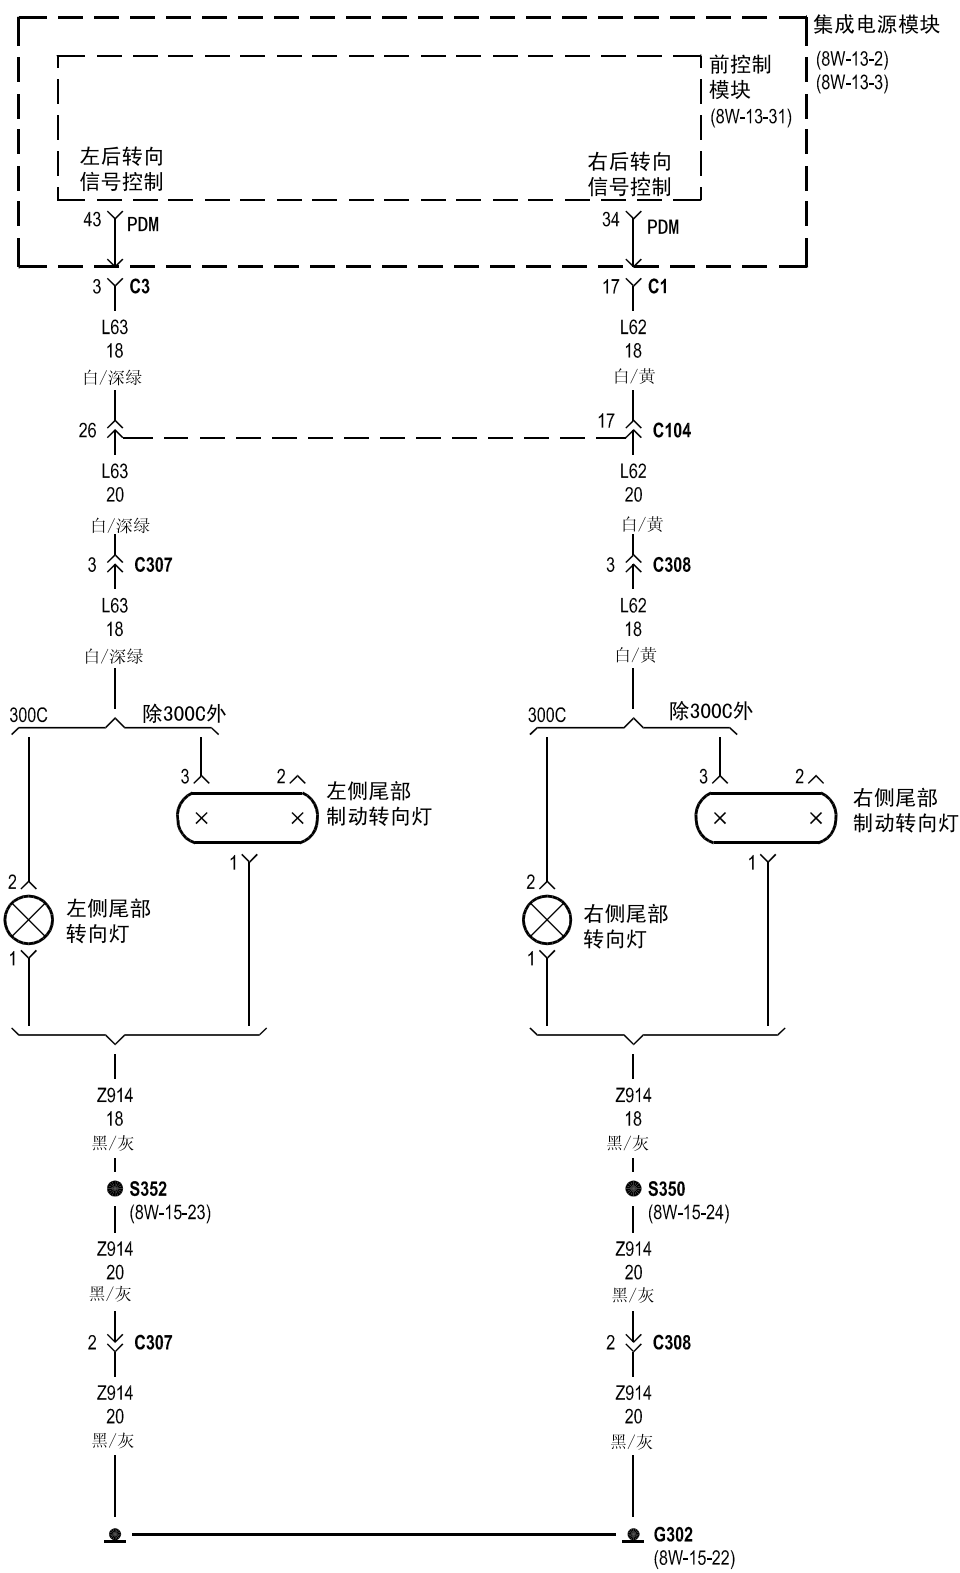 集成电源模块
(8W-13-2)
(8W-13-3)
前控制
模块
(8W-13-31)
左后转向
信号控制
右后转向
信号控制
43 PDM
34 PDM
3 C3
17 C1
L63
18
白/深绿
L62
18
白/黄
26
17 C104
L63
20
白/深绿
L62
20
白/黄
3 C307
3 C308
L63
18
白/深绿
L62
18
白/黄
300C 除300C外
300C 除300C外
3 2
左侧尾部
制动转向灯
3 2
右侧尾部
制动转向灯
1
1
2
左侧尾部
转向灯
1
2
右侧尾部
转向灯
1
Z914
18
黑/灰
Z914
18
黑/灰
S352
(8W-15-23)
S350
(8W-15-24)
Z914
20
黑/灰
Z914
20
黑/灰
2 C307
2 C308
Z914
20
黑/灰
Z914
20
黑/灰
G302
(8W-15-22)